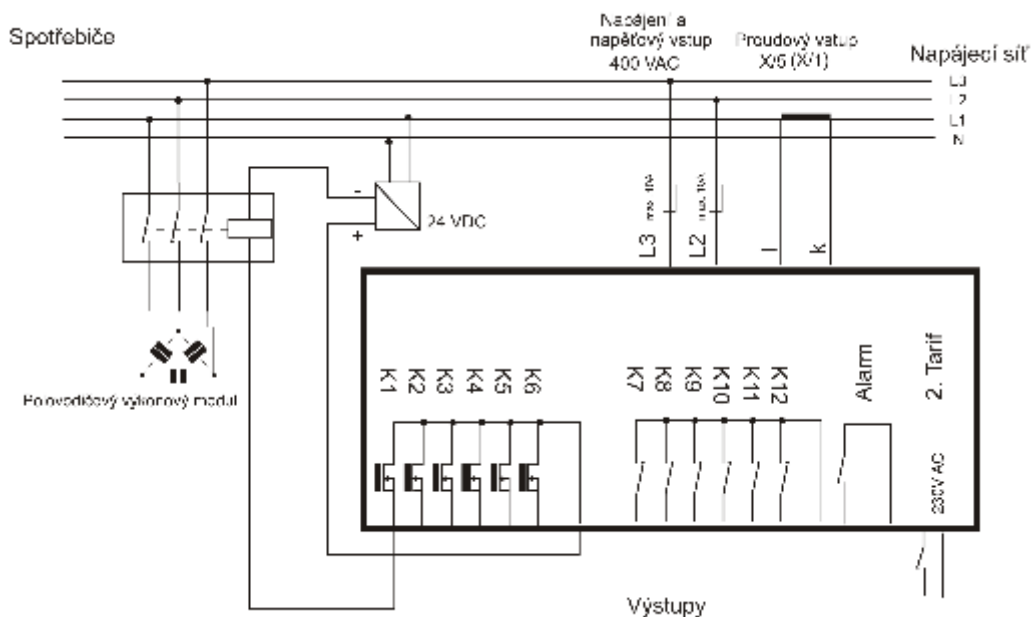 Spotřebiče
Napájení a
napěťový vstup
400 VAC
Proudový vstup
X/5 (X/1)
Napájecí síť
L3
L2
L1
N
-
+
24 VDC
L3
L2
l
k
Polovodičový výkonový modul
K1
K2
K3
K4
K5
K6
K7
K8
K9
K10
K11
K12
Alarm
2. Tarif
230V AC
Výstupy